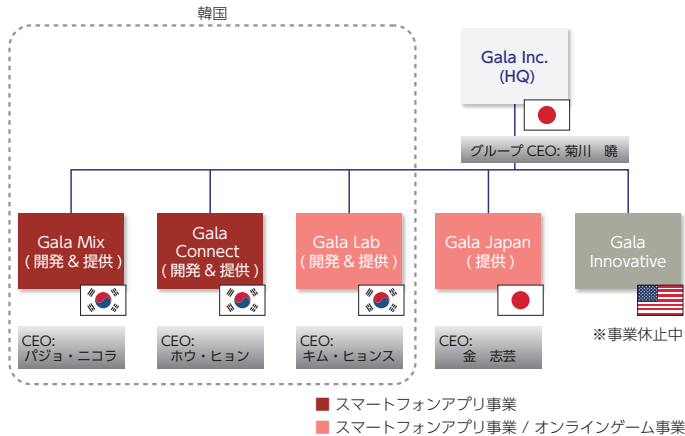 韓国
Gala Inc.
(HQ)
グループ CEO: 菊川 曉
Gala Mix
( 開発 & 提供 )
Gala
Connect
( 開発 & 提供 )
Gala Lab
( 開発 & 提供 )
Gala Japan
( 提供 )
Gala
Innovative
CEO:
パジョ・ニコラ
CEO:
ホウ・ヒョン
CEO:
キム・ヒョンス
CEO:
金 志芸
※事業休止中
スマートフォンアプリ事業
スマートフォンアプリ事業 / オンラインゲーム事業